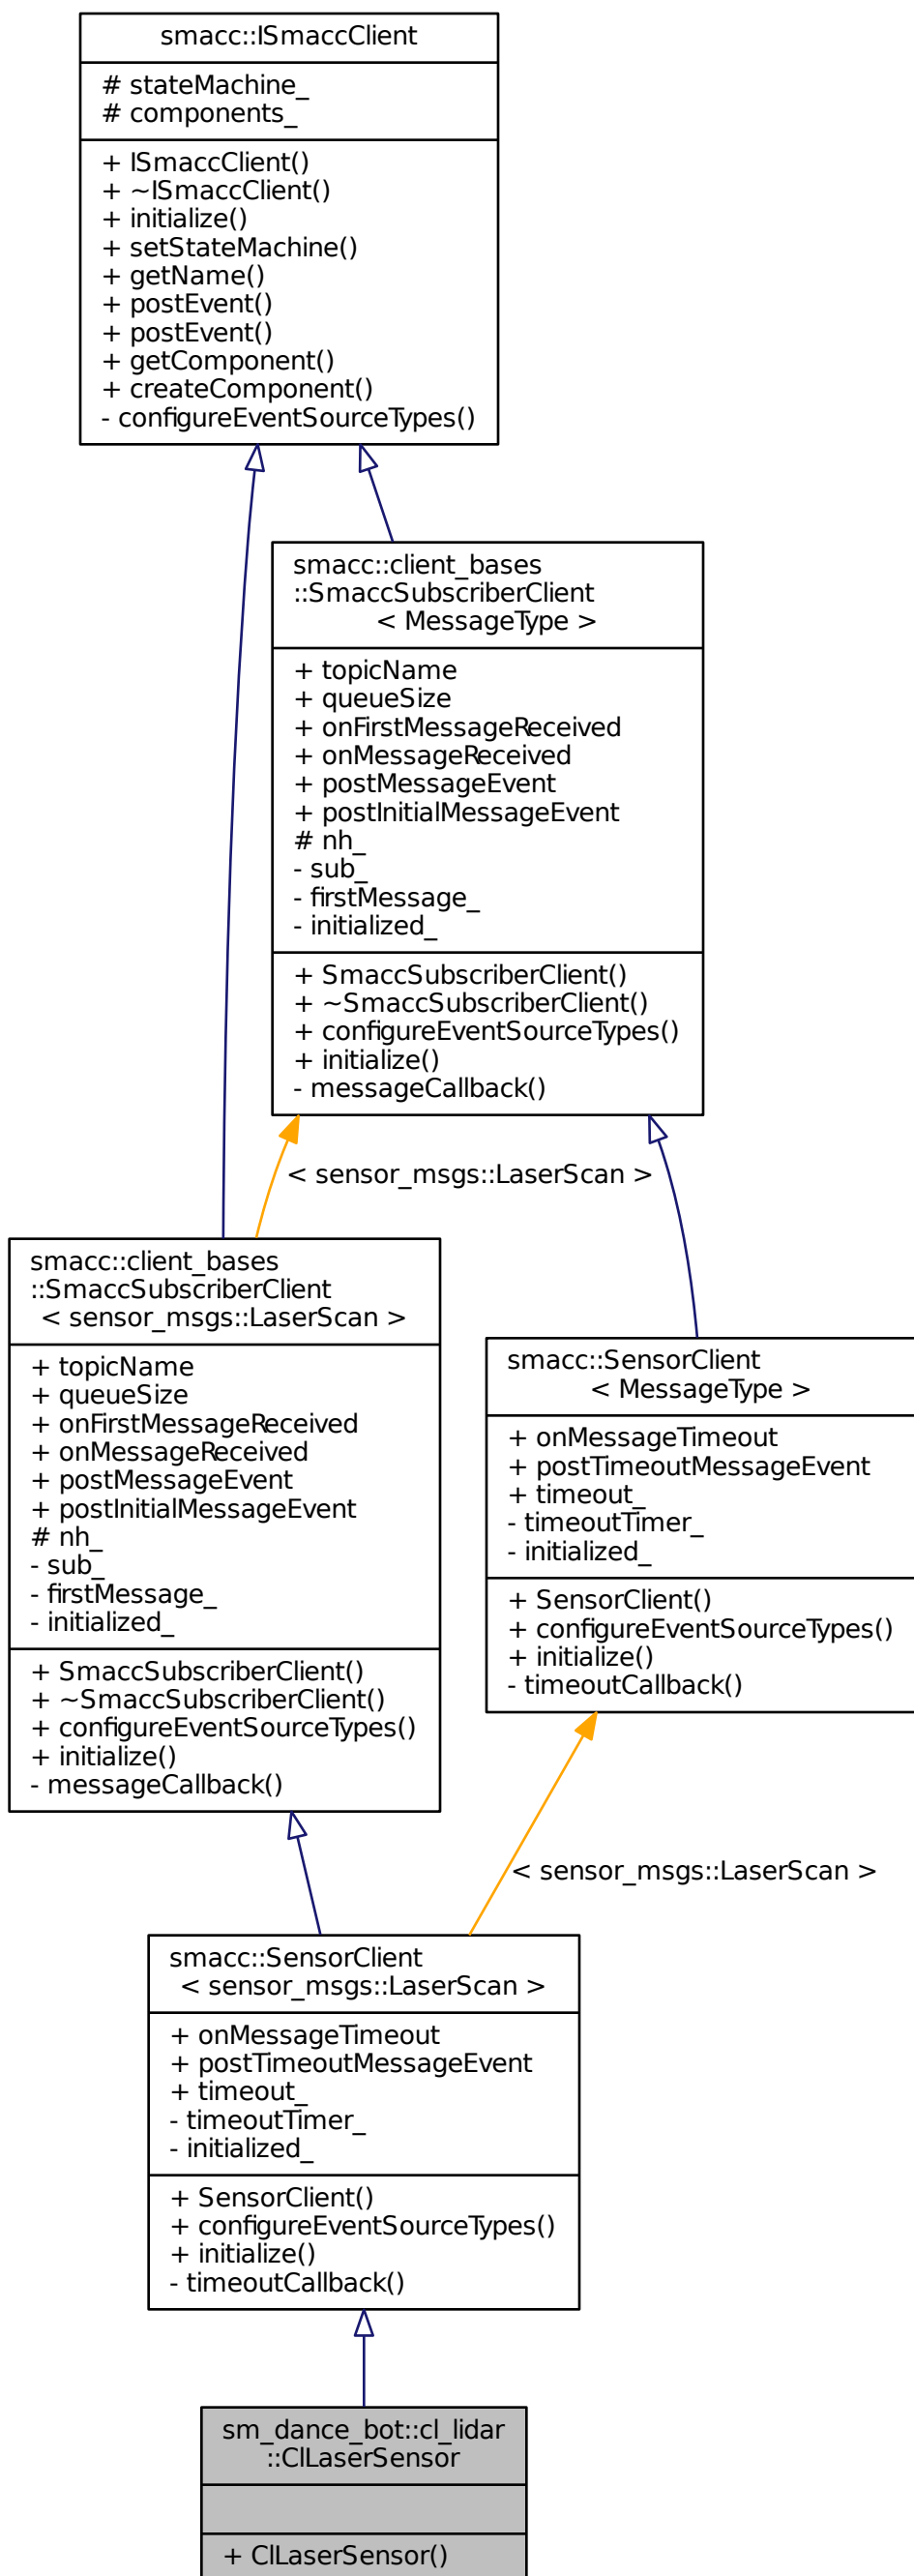 smacc::ISmaccClient
# stateMachine_
# components_
+ ISmaccClient()
+ ~ISmaccClient()
+ initialize()
+ setStateMachine()
+ getName()
+ postEvent()
+ postEvent()
+ getComponent()
+ createComponent()
- configureEventSourceTypes()
smacc::client_bases
::SmaccSubscriberClient
< MessageType >
+ topicName
+ queueSize
+ onFirstMessageReceived
+ onMessageReceived
+ postMessageEvent
+ postInitialMessageEvent
# nh_
- sub_
- firstMessage_
- initialized_
+ SmaccSubscriberClient()
+ ~SmaccSubscriberClient()
+ configureEventSourceTypes()
+ initialize()
- messageCallback()
< sensor_msgs::LaserScan >
smacc::client_bases
::SmaccSubscriberClient
< sensor_msgs::LaserScan >
+ topicName
+ queueSize
+ onFirstMessageReceived
+ onMessageReceived
+ postMessageEvent
+ postInitialMessageEvent
# nh_
- sub_
- firstMessage_
- initialized_
+ SmaccSubscriberClient()
+ ~SmaccSubscriberClient()
+ configureEventSourceTypes()
+ initialize()
- messageCallback()
smacc::SensorClient
< MessageType >
+ onMessageTimeout
+ postTimeoutMessageEvent
+ timeout_
- timeoutTimer_
- initialized_
+ SensorClient()
+ configureEventSourceTypes()
+ initialize()
- timeoutCallback()
< sensor_msgs::LaserScan >
smacc::SensorClient
< sensor_msgs::LaserScan >
+ onMessageTimeout
+ postTimeoutMessageEvent
+ timeout_
- timeoutTimer_
- initialized_
+ SensorClient()
+ configureEventSourceTypes()
+ initialize()
- timeoutCallback()
sm_dance_bot::cl_lidar
::ClLaserSensor
+ ClLaserSensor()